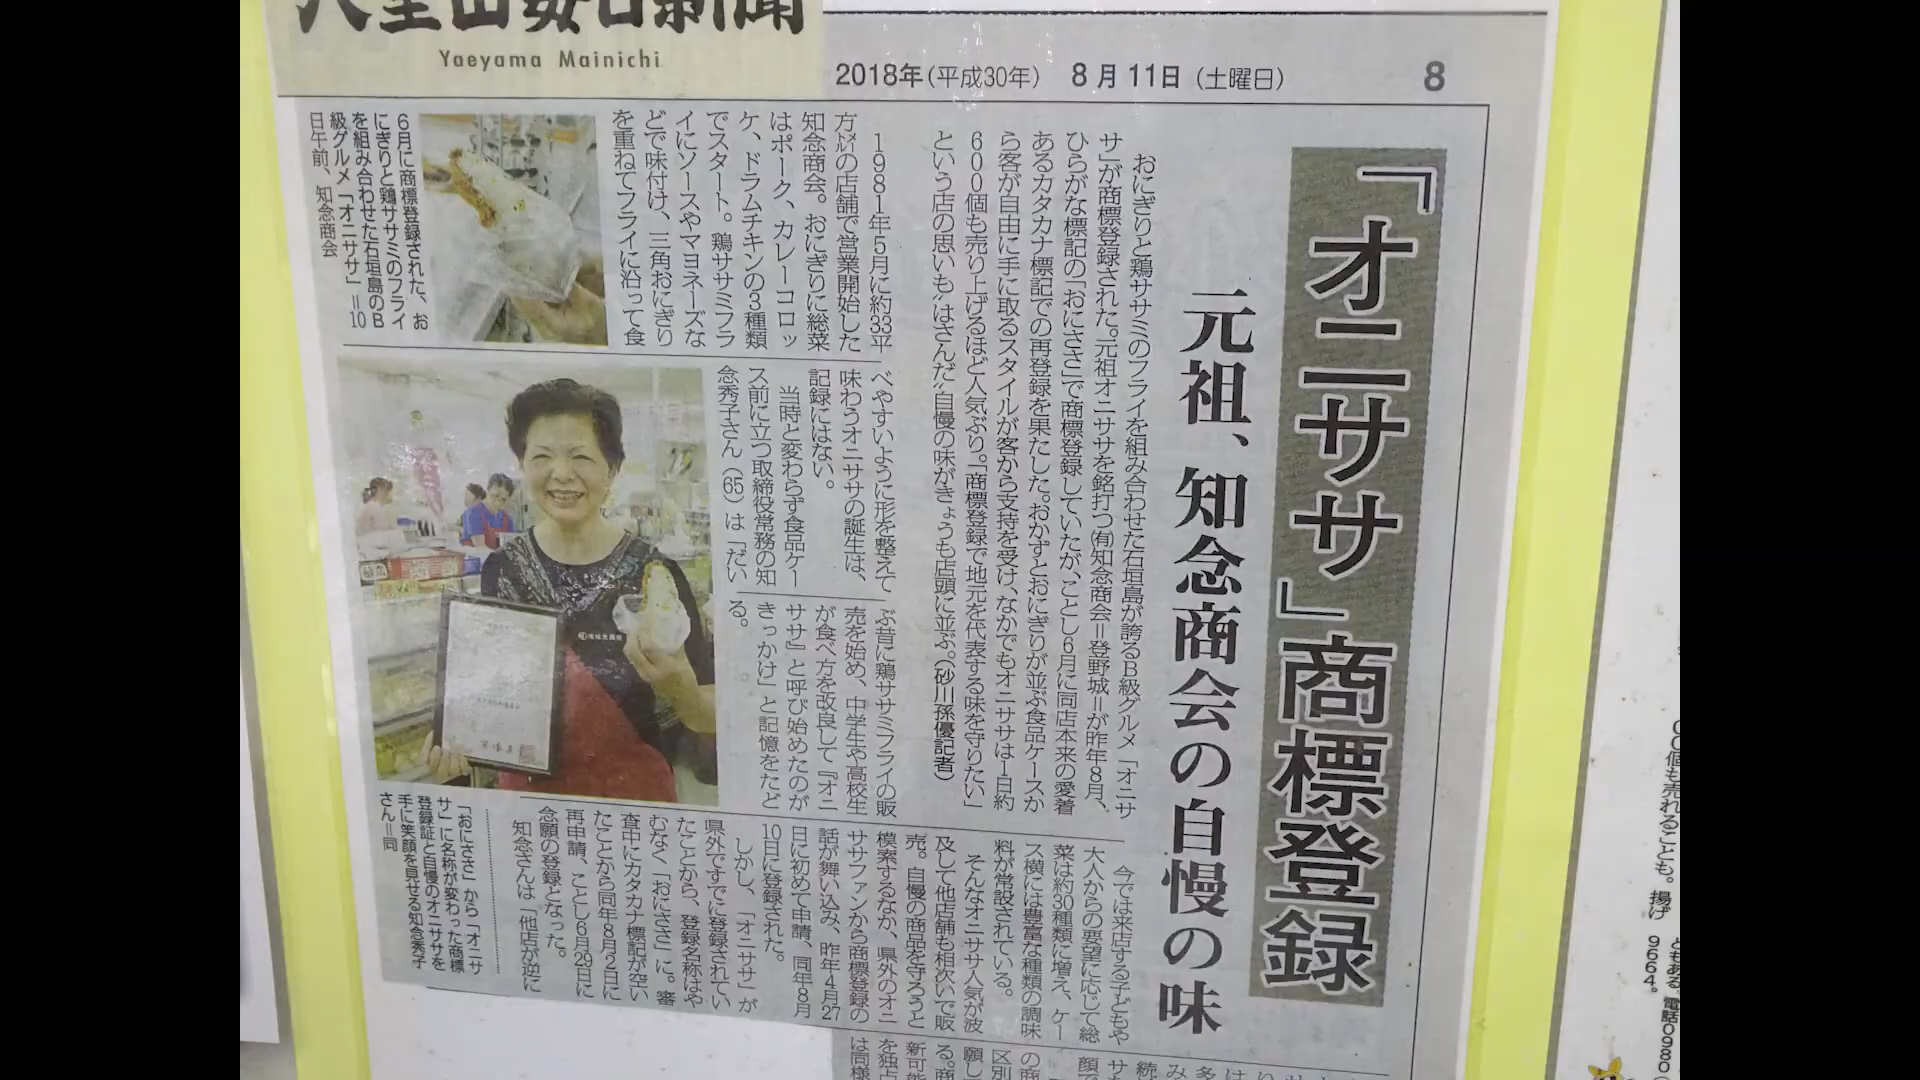 八重山毎日新聞
Yaeyama Mainichi
2018年(平成30年) 8月11日(土曜日)
8
「オニササ」商標登録
元祖、知念商会の自慢の味
おにぎりと鶏ササミのフライを組み合わせた石垣島が誇るB級グルメ「オニサ
サ」が商標登録された。元祖オニササを銘打つ㈲知念商会=登野城=が昨年8月、
ひらがな標記の「おにささ」で商標登録していたが、ことし6月に同店本来の愛着
あるカタカナ標記での再登録を果たした。おかずとおにぎりが並ぶ食品ケースか
ら客が自由に手に取るスタイルが客から支持を受け、なかでもオニササは1日約
600個も売り上げるほど人気ぶり。「商標登録で地元を代表する味を守りたい」
という店の思いも〝はさんだ〟自慢の味がきょうも店頭に並ぶ。(砂川孫優記者)
1981年5月に約33平
方㍍の店舗で営業開始した
知念商会。おにぎりに総菜
はポーク、カレーコロッ
ケ、ドラムチキンの3種類
でスタート。鶏ササミフラ
イにソースやマヨネーズな
どで味付け、三角おにぎり
を重ねてフライに沿って食
べやすいように形を整えて
味わうオニササの誕生は、
記録にはない。
当時と変わらず食品ケー
ス前に立つ取締役常務の知
念秀子さん(65)は「だい
ぶ昔に鶏ササミフライの販
売を始め、中学生や高校生
が食べ方を改良して『オニ
ササ』と呼び始めたのが
きっかけ」と記憶をたど
る。
今では来店する子どもや
大人からの要望に応じて総
菜は約30種類に増え、ケー
ス横には豊富な種類の調味
料が常設されている。
そんなオニササ人気が波
及して他店舗も相次いで販
売。自慢の商品を守ろうと
模索するなか、県外のオニ
ササファンから商標登録の
話が舞い込み、昨年4月27
日に初めて申請、同年8月
10日に登録された。
しかし、「オニササ」が
県外ですでに登録されてい
たことから、登録名称はや
むなく「おにささ」に。審
査中にカタカナ標記が空い
たことから同年8月2日に
再申請、ことし6月29日に
念願の登録となった。
知念さんは「他店が逆に
6月に商標登録された、お
にぎりと鶏ササミのフライ
を組み合わせた石垣島のB
級グルメ「オニササ」=10
日午前、知念商会
「おにささ」から「オニサ
サ」に名称が変わった商標
登録証と自慢のオニササを
手に笑顔を見せる知念秀子
さん=同
00個も売れることも。揚げ
ともある。電話0980(
9664。